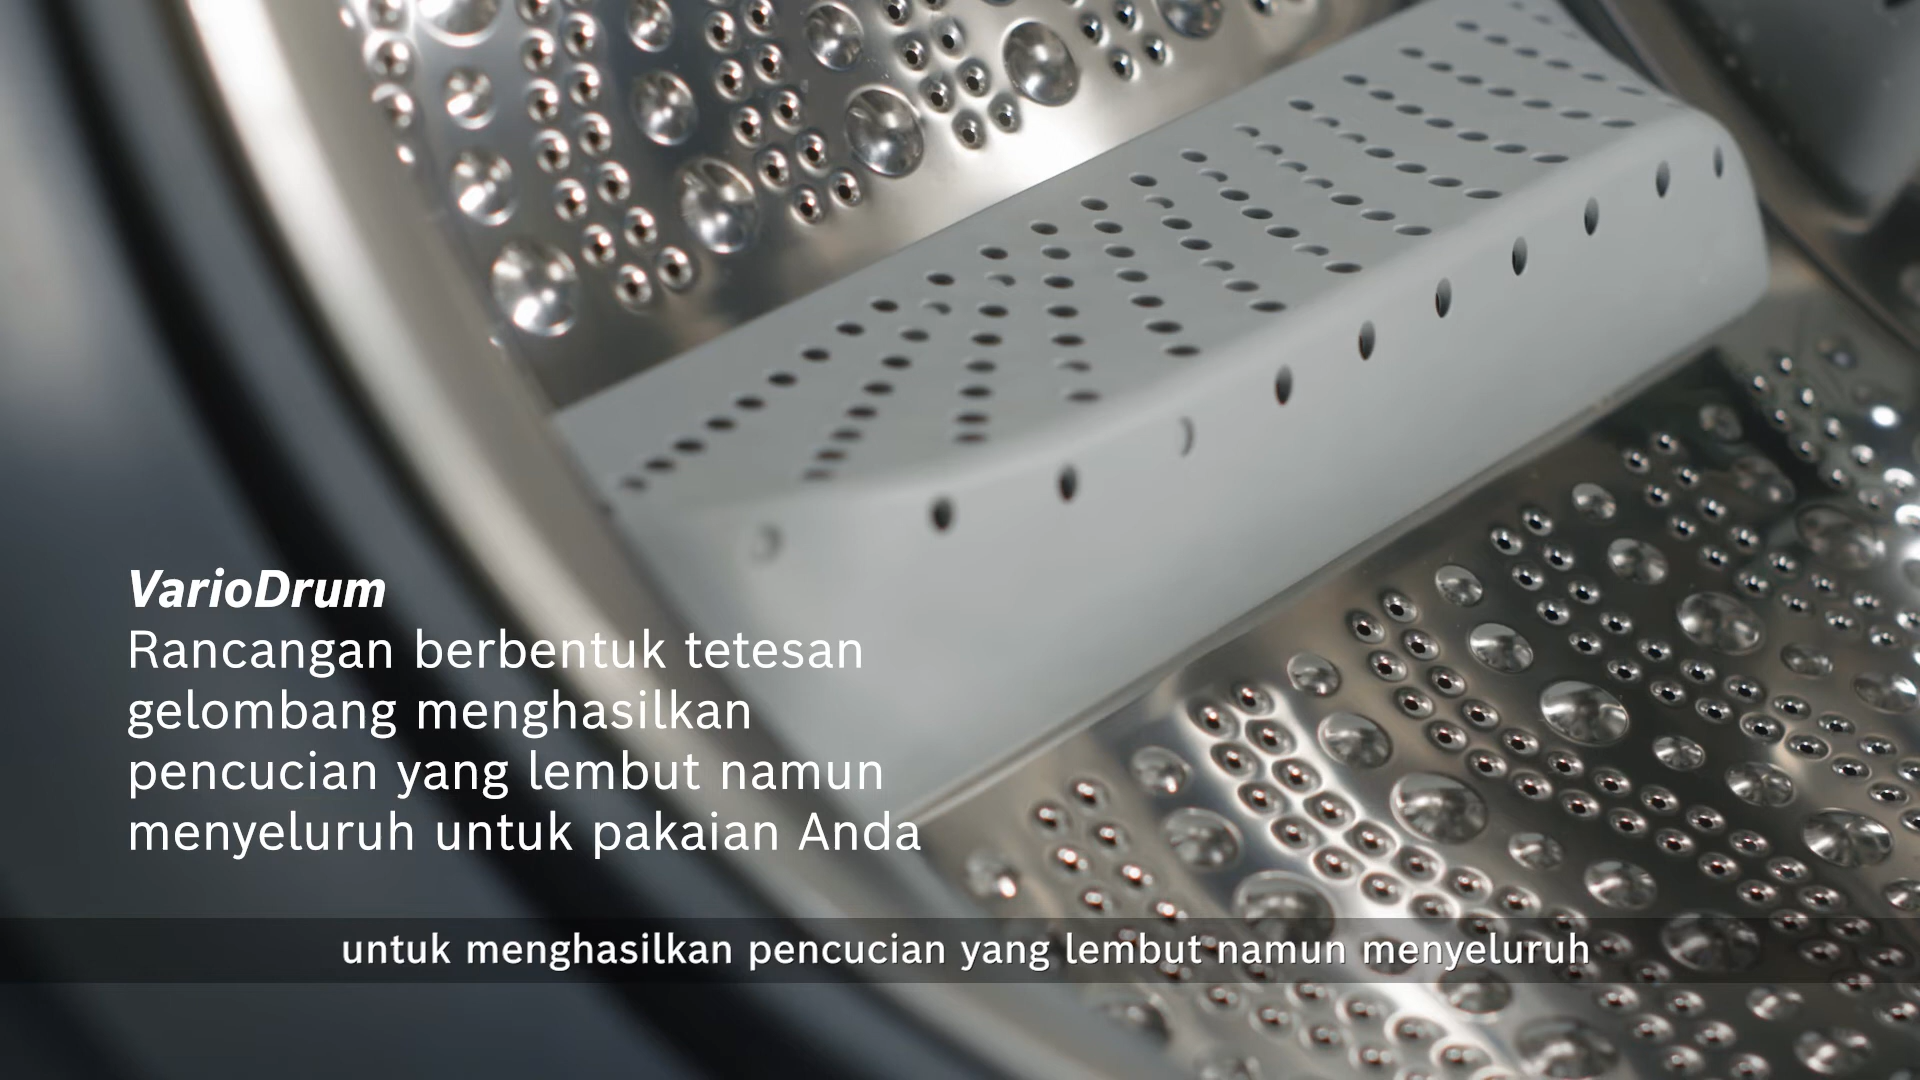 VarioDrum
Rancangan berbentuk tetesan
gelombang menghasilkan
pencucian yang lembut namun
menyeluruh untuk pakaian Anda
untuk menghasilkan pencucian yang lembut namun menyeluruh